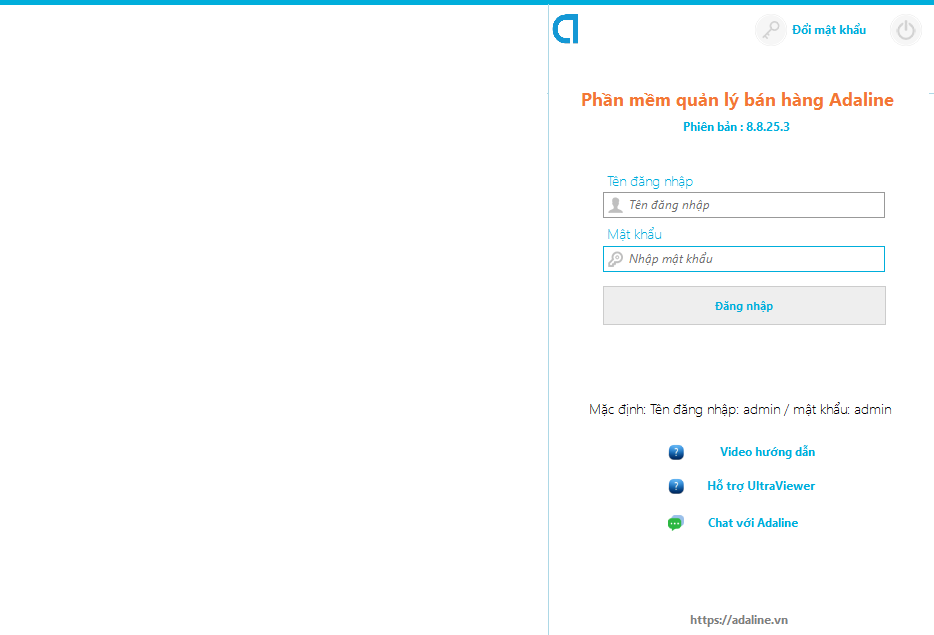 Đổi mật khẩu
Phần mềm quản lý bán hàng Adaline
Phiên bản : 8.8.25.3
Tên đăng nhập
Tên đăng nhập
Mật khẩu
Nhập mật khẩu
Đăng nhập
Mặc định: Tên đăng nhập: admin / mật khẩu: admin
Video hướng dẫn
Hỗ trợ UltraViewer
Chat với Adaline
https://adaline.vn